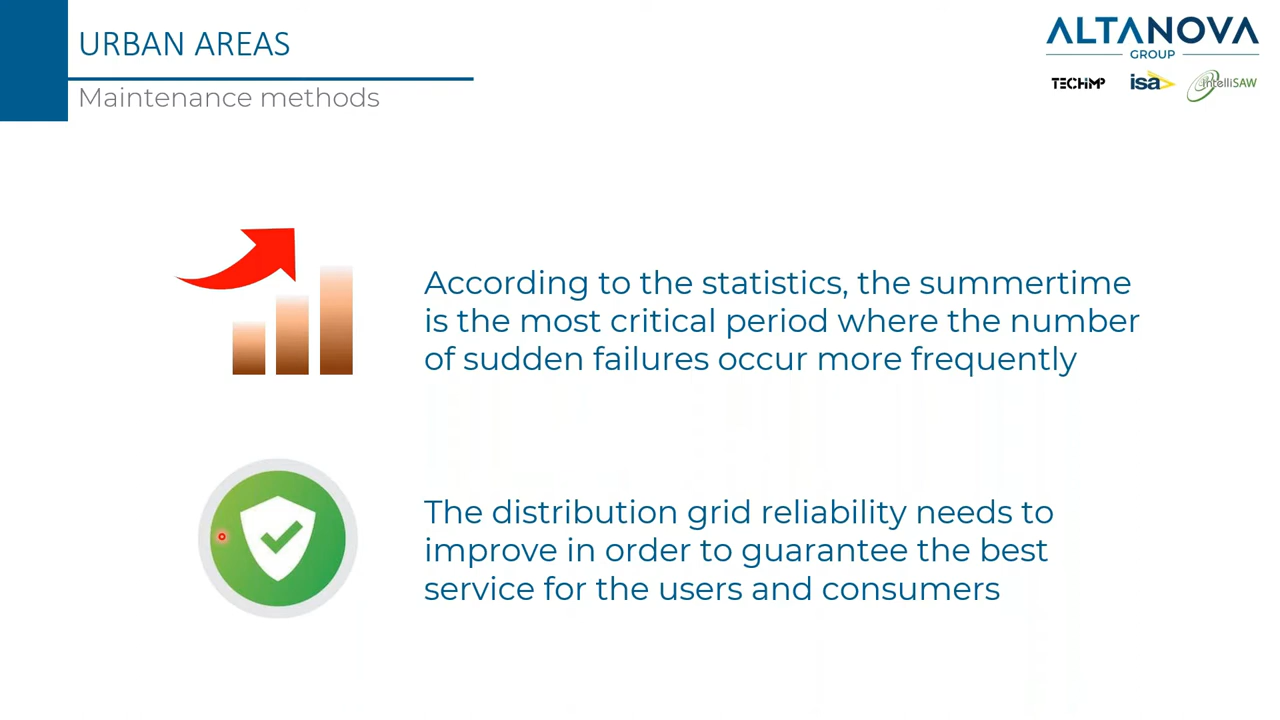 URBAN AREAS
Maintenance methods
ALTANOVA
GROUP
TECHIMP
isa
intelliSAW
According to the statistics, the summertime
is the most critical period where the number
of sudden failures occur more frequently
The distribution grid reliability needs to
improve in order to guarantee the best
service for the users and consumers